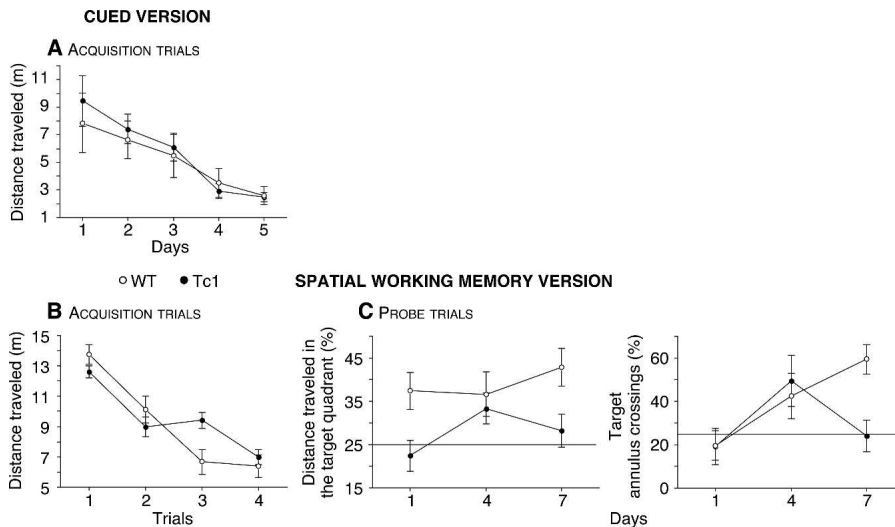 CUED VERSION
A ACQUISITION TRIALS
Distance traveled (m)
11
9
7
5
3
1
1 2 3 4 5
Days
WT Tc1
SPATIAL WORKING MEMORY VERSION
B ACQUISITION TRIALS
Distance traveled (m)
15
13
11
9
7
5
1 2 3 4
Trials
C PROBE TRIALS
Distance traveled in
the target quadrant (%)
45
35
25
15
1 4 7
Target
annulus crossings (%)
60
40
20
0
1 4 7
Days